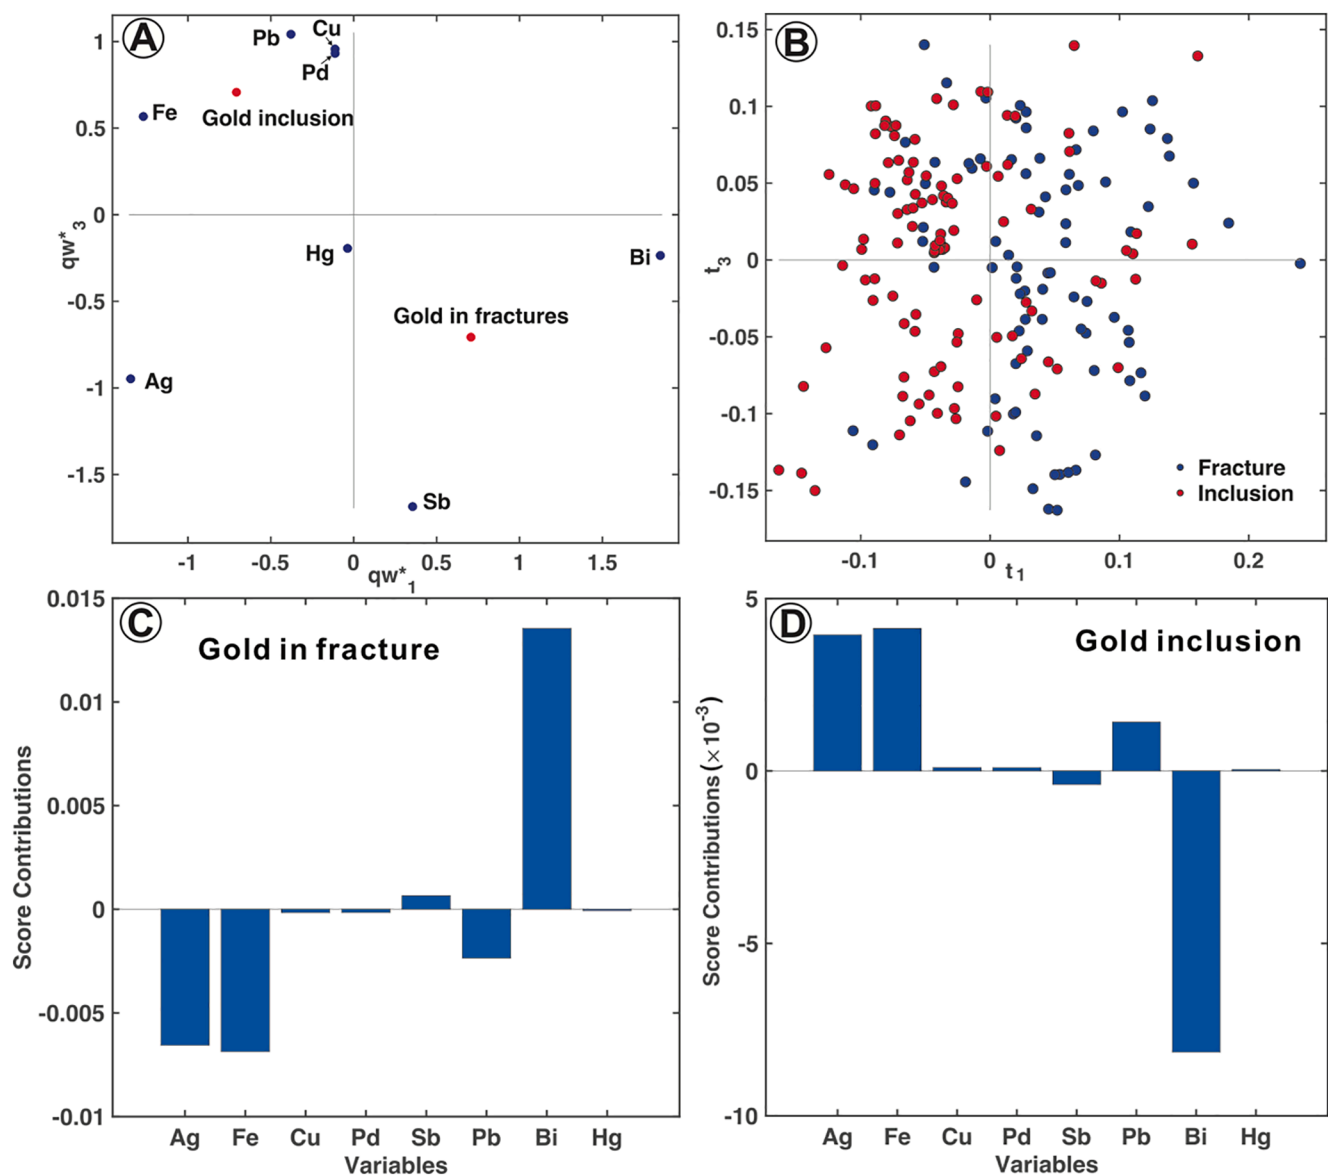 A
Cu
Pb
Pd
Fe
Gold inclusion
Hg
Bi
Gold in fractures
Ag
Sb
1
0.5
0
-0.5
-1
-1.5
qw*3
-1
-0.5
0
0.5
1
1.5
qw*1
B
0.15
0.1
0.05
0
-0.05
-0.1
-0.15
t3
Fracture
Inclusion
-0.1
0
0.1
0.2
t1
C
Gold in fracture
0.015
0.01
0.005
0
-0.005
-0.01
Score Contributions
Ag Fe Cu Pd Sb Pb Bi Hg
Variables
D
Gold inclusion
5
0
-5
-10
Score Contributions (×10-3)
Ag Fe Cu Pd Sb Pb Bi Hg
Variables